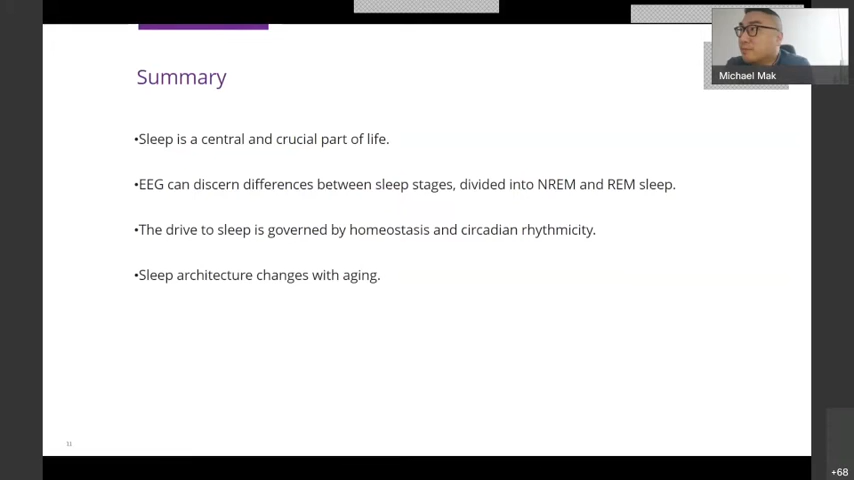 Michael Mak
Summary
•Sleep is a central and crucial part of life.
•EEG can discern differences between sleep stages, divided into NREM and REM sleep.
•The drive to sleep is governed by homeostasis and circadian rhythmicity.
•Sleep architecture changes with aging.
+68